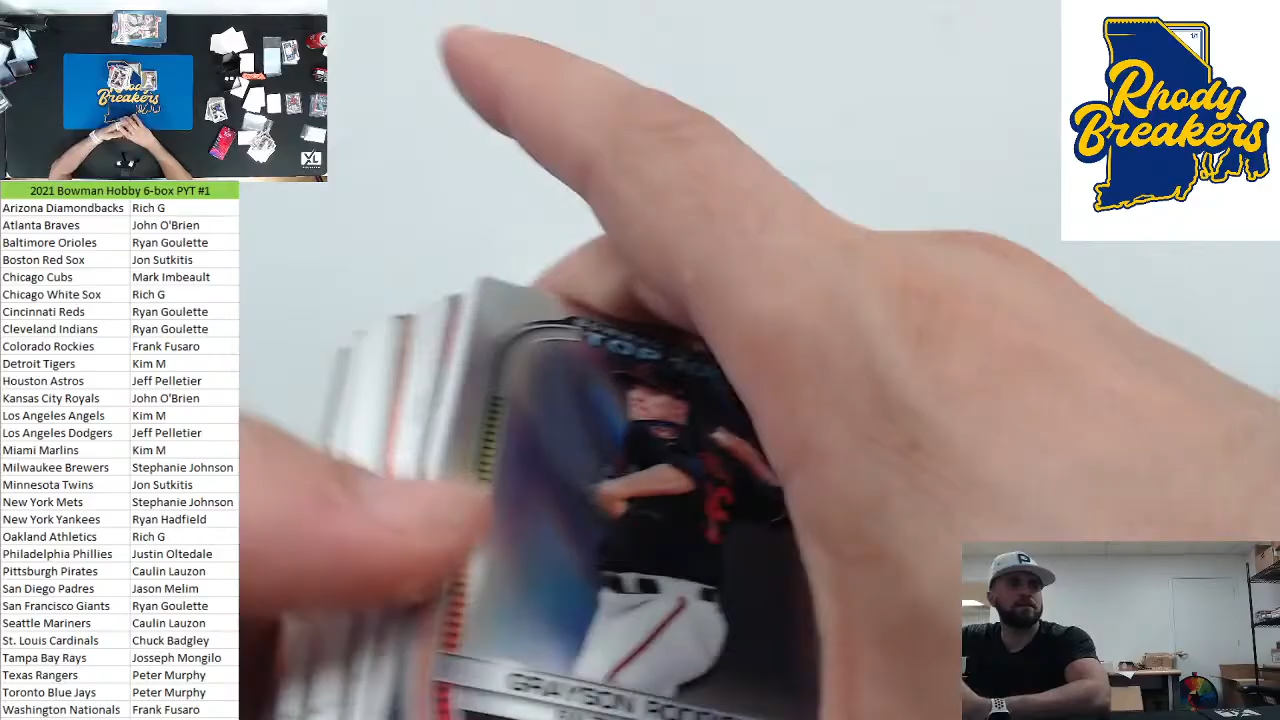 2021 Bowman Hobby 6-box PYT #1
Arizona Diamondbacks Rich G
Atlanta Braves John O'Brien
Baltimore Orioles Ryan Goulette
Boston Red Sox Jon Sutkitis
Chicago Cubs Mark Imbeault
Chicago White Sox Rich G
Cincinnati Reds Ryan Goulette
Cleveland Indians Ryan Goulette
Colorado Rockies Frank Fusaro
Detroit Tigers Kim M
Houston Astros Jeff Pelletier
Kansas City Royals John O'Brien
Los Angeles Angels Kim M
Los Angeles Dodgers Jeff Pelletier
Miami Marlins Kim M
Milwaukee Brewers Stephanie Johnson
Minnesota Twins Jon Sutkitis
New York Mets Stephanie Johnson
New York Yankees Ryan Hadfield
Oakland Athletics Rich G
Philadelphia Phillies Justin Oltedale
Pittsburgh Pirates Caulin Lauzon
San Diego Padres Jason Melim
San Francisco Giants Ryan Goulette
Seattle Mariners Caulin Lauzon
St. Louis Cardinals Chuck Badgley
Tampa Bay Rays Josseph Mongilo
Texas Rangers Peter Murphy
Toronto Blue Jays Peter Murphy
Washington Nationals Frank Fusaro
Rhody
Breakers
1/1
Breakers
XL
TOP
GRAYSON
P